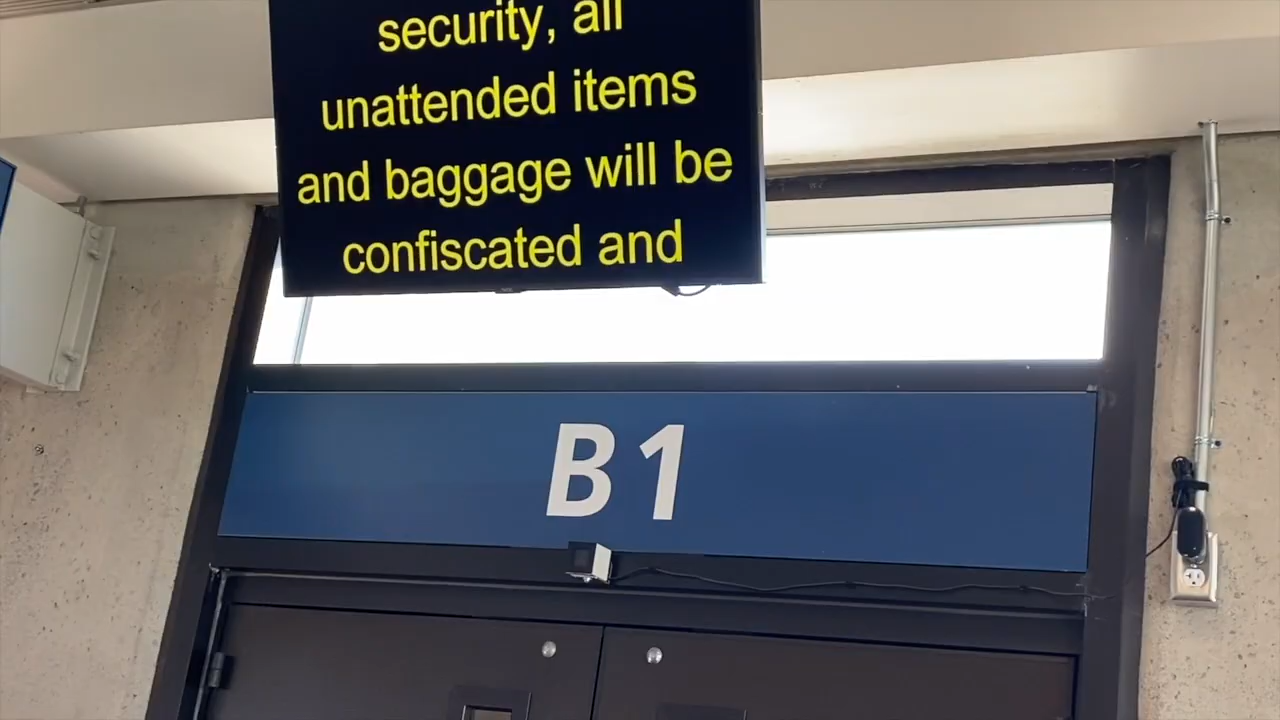 security, all
unattended items
and baggage will be
confiscated and
B1